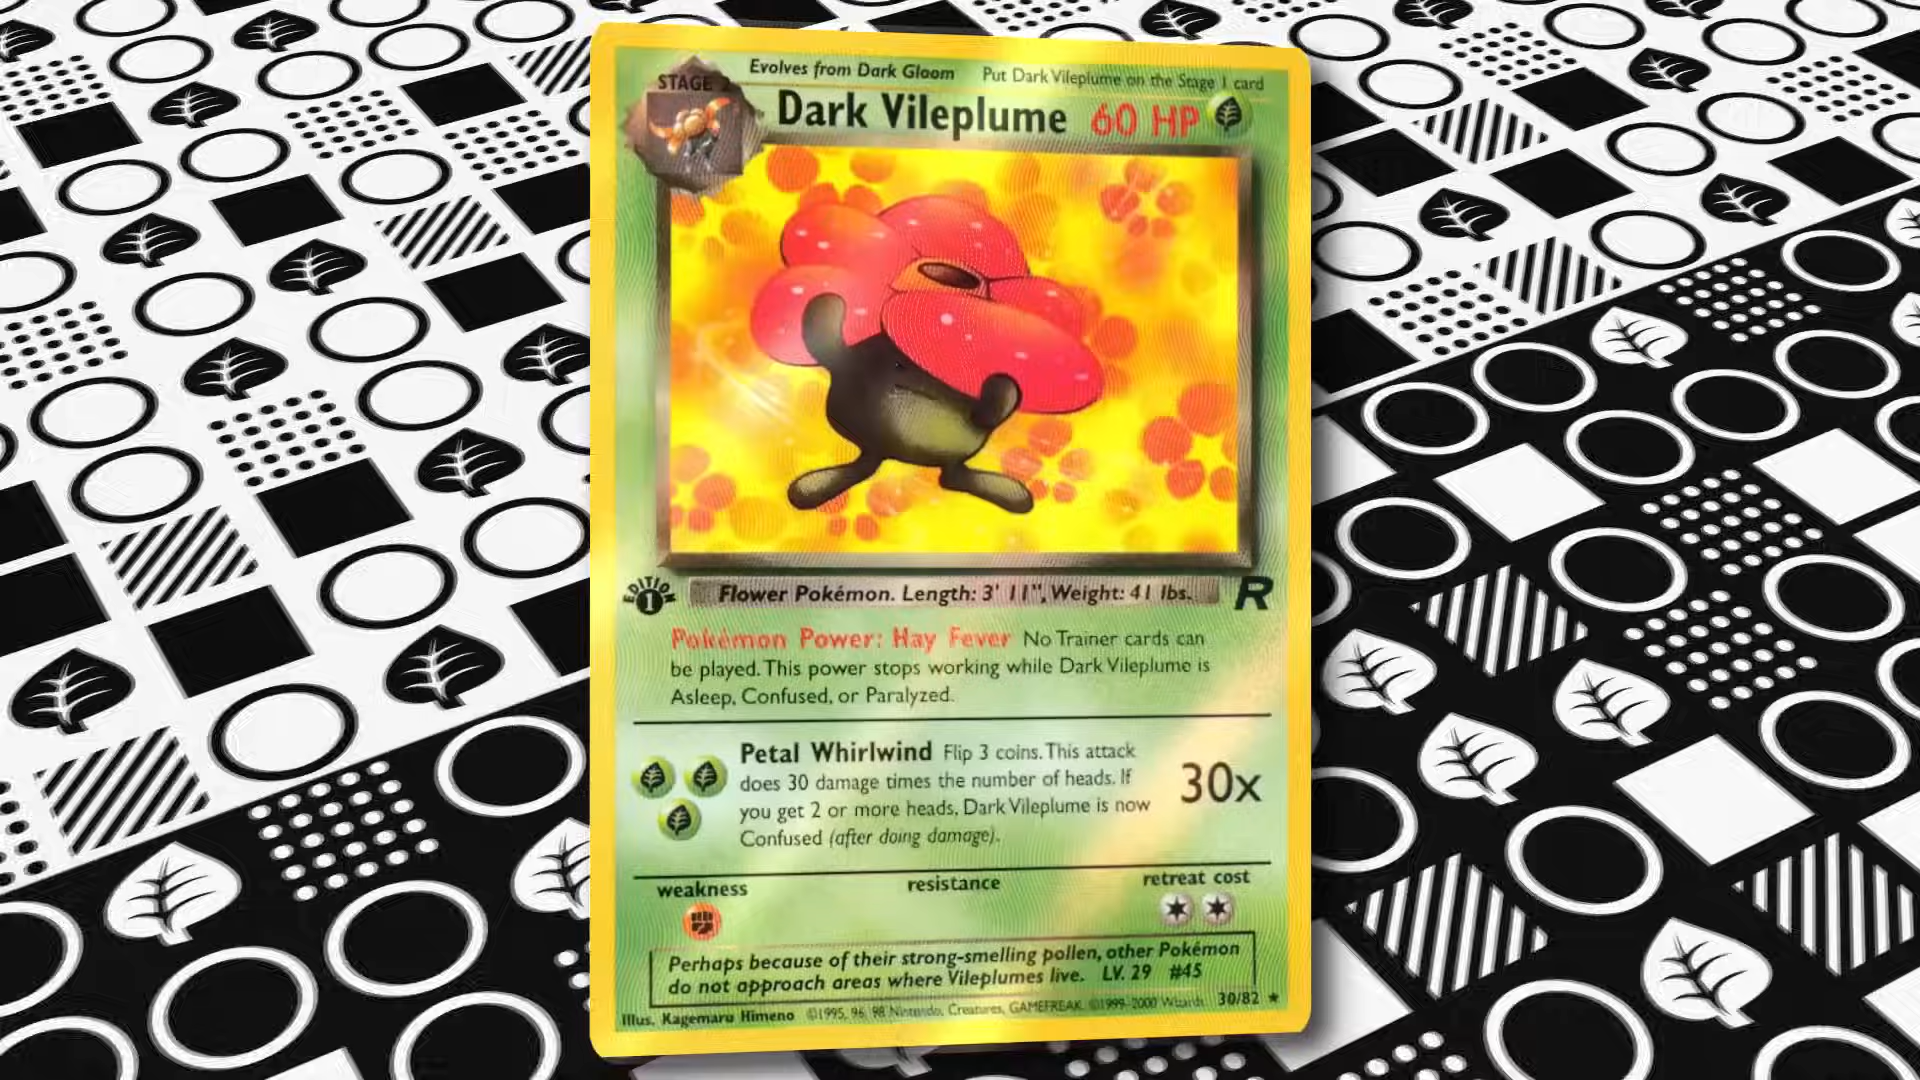 STAGE 2
Evolves from Dark Gloom Put Dark Vileplume on the Stage 1 card
Dark Vileplume 60 HP
EDITION 1
Flower Pokémon. Length: 3' 11", Weight: 41 lbs. R
Pokémon Power: Hay Fever No Trainer cards can
be played. This power stops working while Dark Vileplume is
Asleep, Confused, or Paralyzed.
Petal Whirlwind Flip 3 coins. This attack
does 30 damage times the number of heads. If
you get 2 or more heads, Dark Vileplume is now
Confused (after doing damage).
30x
weakness resistance retreat cost
Perhaps because of their strong-smelling pollen, other Pokémon
do not approach areas where Vileplumes live. LV. 29 #45
Illus. Kagemaru Himeno ©1995, 96, 98 Nintendo, Creatures, GAMEFREAK. ©1999-2000 Wizards. 30/82 ★